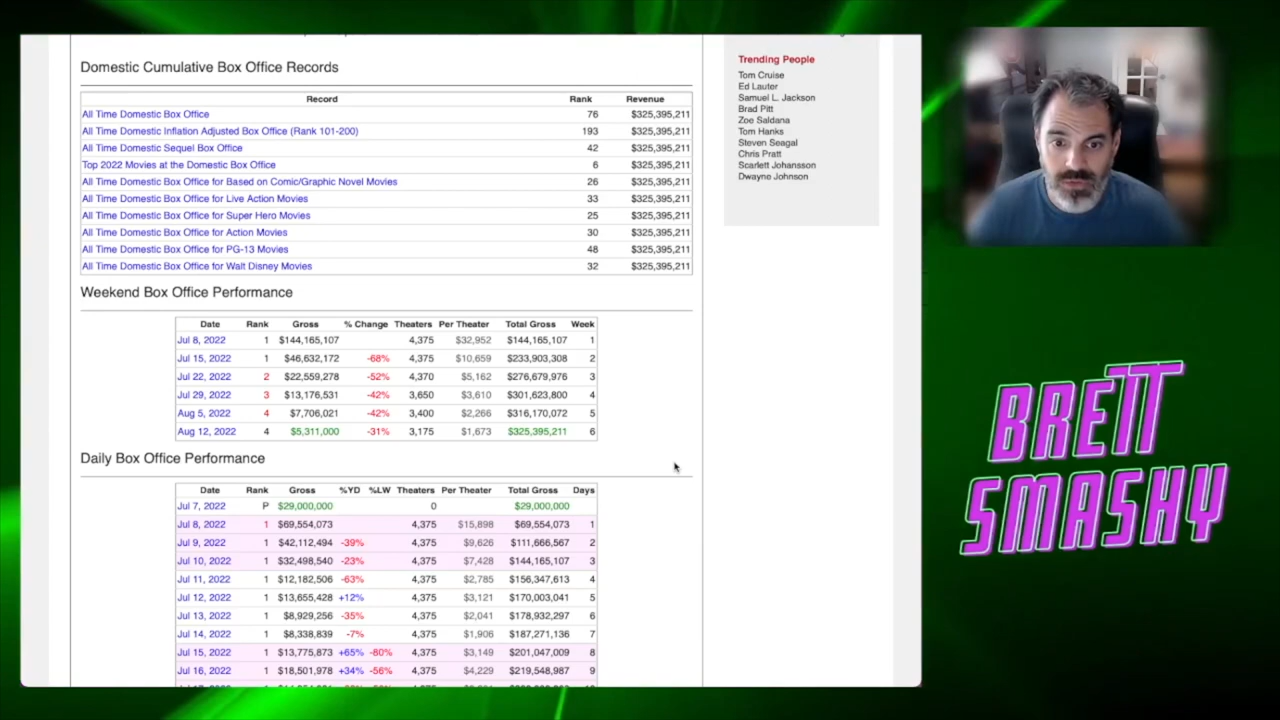 Domestic Cumulative Box Office Records
Record Rank Revenue
All Time Domestic Box Office 76 $325,395,211
All Time Domestic Inflation Adjusted Box Office (Rank 101-200) 193 $325,395,211
All Time Domestic Sequel Box Office 42 $325,395,211
Top 2022 Movies at the Domestic Box Office 6 $325,395,211
All Time Domestic Box Office for Based on Comic/Graphic Novel Movies 26 $325,395,211
All Time Domestic Box Office for Live Action Movies 33 $325,395,211
All Time Domestic Box Office for Super Hero Movies 25 $325,395,211
All Time Domestic Box Office for Action Movies 30 $325,395,211
All Time Domestic Box Office for PG-13 Movies 48 $325,395,211
All Time Domestic Box Office for Walt Disney Movies 32 $325,395,211
Weekend Box Office Performance
Date Rank Gross % Change Theaters Per Theater Total Gross Week
Jul 8, 2022 1 $144,165,107 4,375 $32,952 $144,165,107 1
Jul 15, 2022 1 $46,632,172 -68% 4,375 $10,659 $233,903,308 2
Jul 22, 2022 2 $22,559,278 -52% 4,370 $5,162 $276,679,976 3
Jul 29, 2022 3 $13,176,531 -42% 3,650 $3,610 $301,623,800 4
Aug 5, 2022 4 $7,706,021 -42% 3,400 $2,266 $316,170,072 5
Aug 12, 2022 4 $5,311,000 -31% 3,175 $1,673 $325,395,211 6
Daily Box Office Performance
Date Rank Gross %YD %LW Theaters Per Theater Total Gross Days
Jul 7, 2022 P $29,000,000 0 $29,000,000
Jul 8, 2022 1 $69,554,073 4,375 $15,898 $69,554,073 1
Jul 9, 2022 1 $42,112,494 -39% 4,375 $9,626 $111,666,567 2
Jul 10, 2022 1 $32,498,540 -23% 4,375 $7,428 $144,165,107 3
Jul 11, 2022 1 $12,182,506 -63% 4,375 $2,785 $156,347,613 4
Jul 12, 2022 1 $13,655,428 +12% 4,375 $3,121 $170,003,041 5
Jul 13, 2022 1 $8,929,256 -35% 4,375 $2,041 $178,932,297 6
Jul 14, 2022 1 $8,338,839 -7% 4,375 $1,906 $187,271,136 7
Jul 15, 2022 1 $13,775,873 +65% -80% 4,375 $3,149 $201,047,009 8
Jul 16, 2022 1 $18,501,978 +34% -56% 4,375 $4,229 $219,548,987 9
Trending People
Tom Cruise
Ed Lauter
Samuel L. Jackson
Brad Pitt
Zoe Saldana
Tom Hanks
Steven Seagal
Chris Pratt
Scarlett Johansson
Dwayne Johnson
BRETT
SMASHY